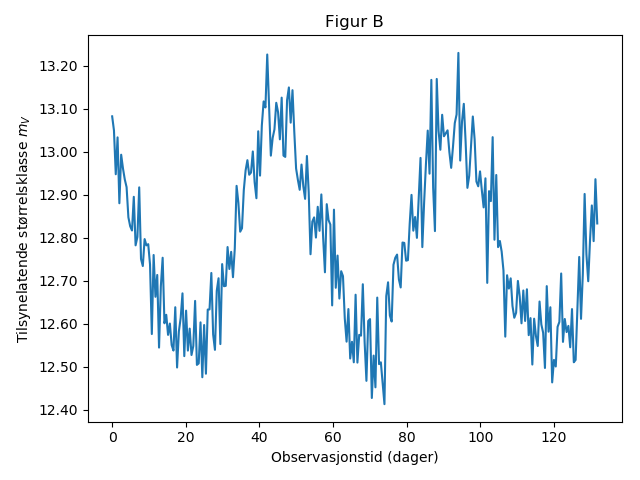 Figur B
Tilsynelatende størrelsklasse $m_V$
13.20
13.10
13.00
12.90
12.80
12.70
12.60
12.50
12.40
0 20 40 60 80 100 120
Observasjonstid (dager)